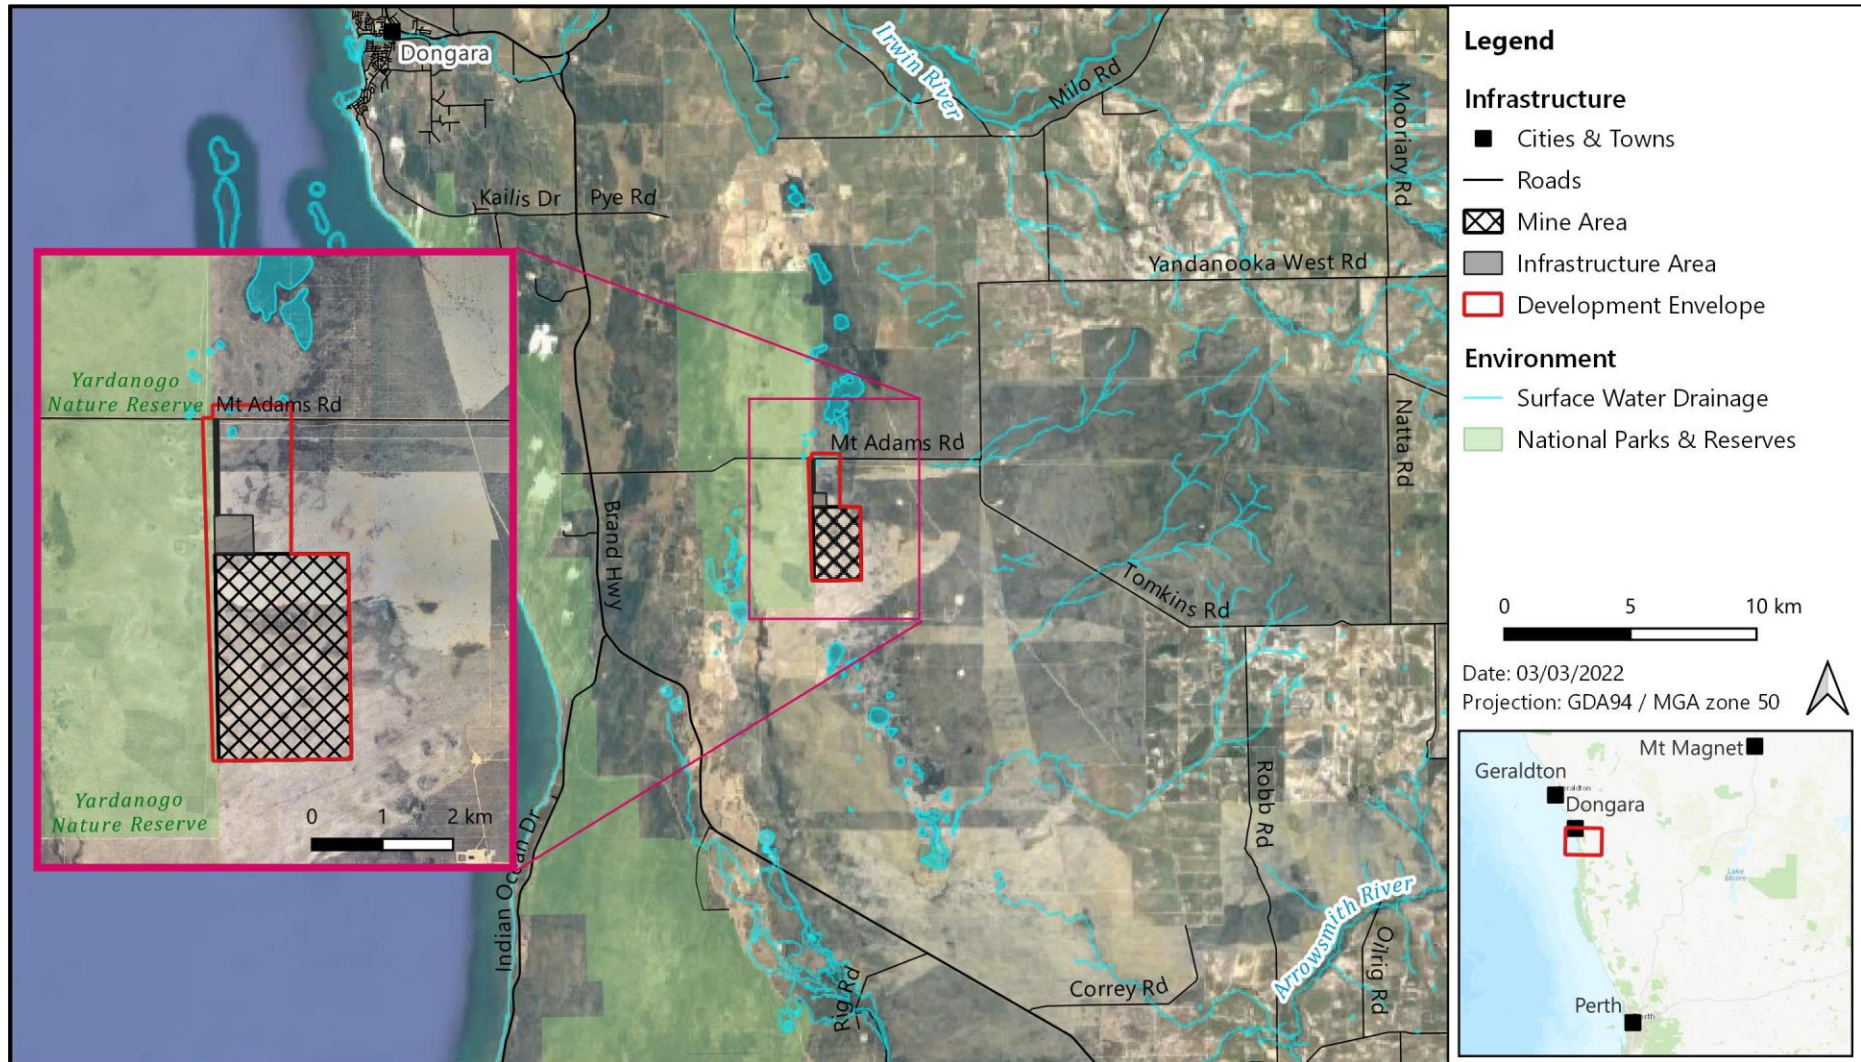 Dongara
Irwin River
Milo Rd
Mooriary Rd
Kailis Dr
Pye Rd
Yandanooka West Rd
Mt Adams Rd
Natta Rd
Brand Hwy
Tomkins Rd
Robb Rd
Indian Ocean Dr
Rig Rd
Correy Rd
Arrowsmith River
Oilrig Rd
Yardanogo
Nature Reserve
Mt Adams Rd
Yardanogo
Nature Reserve
0 1 2 km
Legend
Infrastructure
Cities & Towns
Roads
Mine Area
Infrastructure Area
Development Envelope
Environment
Surface Water Drainage
National Parks & Reserves
0 5 10 km
Date: 03/03/2022
Projection: GDA94 / MGA zone 50
Mt Magnet
Geraldton
Dongara
Lake
Moore
Perth